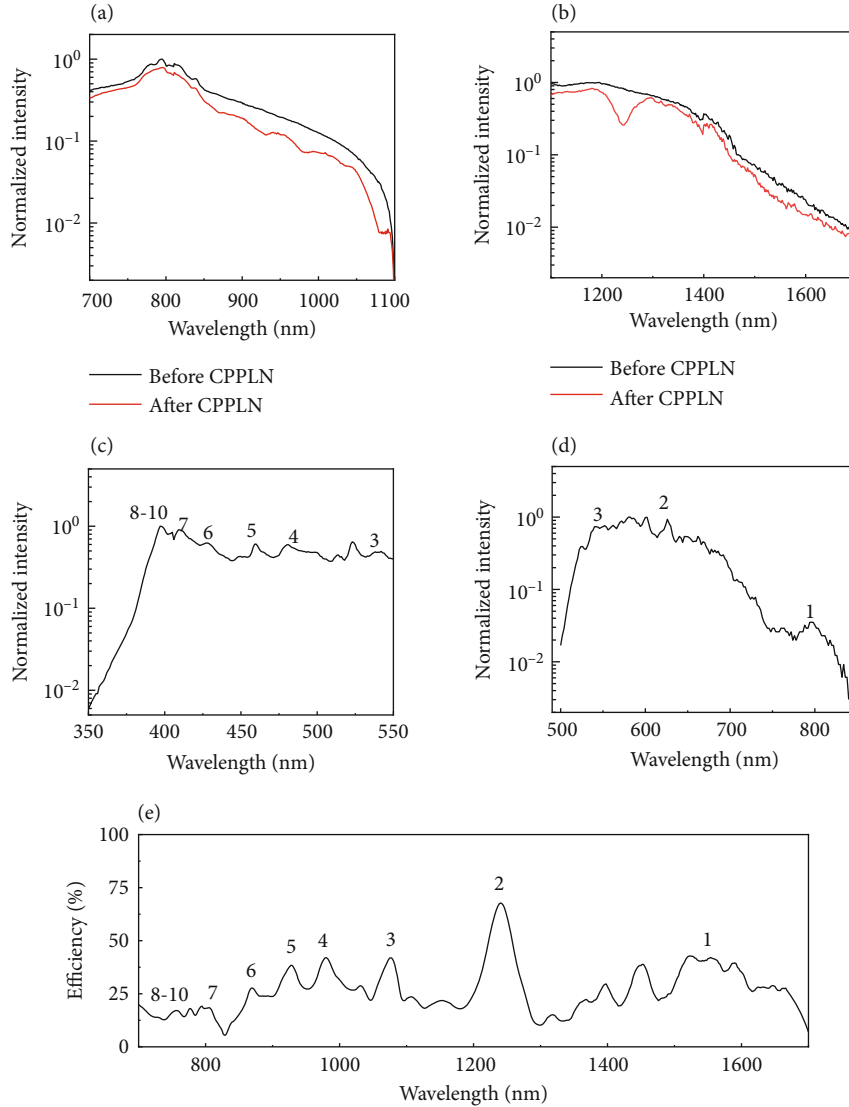 (a)
Normalized intensity
10⁰
10⁻¹
10⁻²
700 800 900 1000 1100
Wavelength (nm)
Before CPPLN
After CPPLN
(b)
Normalized intensity
10¹
10⁰
10⁻¹
10⁻²
1200 1400 1600
Wavelength (nm)
Before CPPLN
After CPPLN
(c)
Normalized intensity
10⁰
10⁻¹
10⁻²
8-10 7 6 5 4 3
350 400 450 500 550
Wavelength (nm)
(d)
Normalized intensity
10⁰
10⁻¹
10⁻²
3 2 1
500 600 700 800
Wavelength (nm)
(e)
Efficiency (%)
100
75
50
25
0
8-10 7 6 5 4 3 2 1
800 1000 1200 1400 1600
Wavelength (nm)